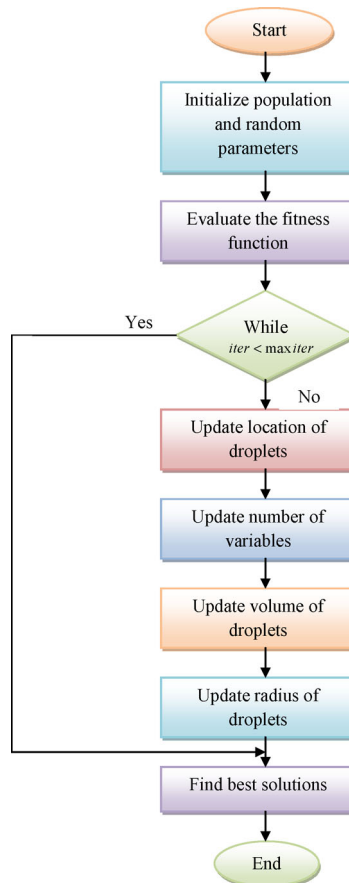 Start
Initialize population
and random
parameters
Evaluate the fitness
function
Yes
While
iter < maxiter
No
Update location of
droplets
Update number of
variables
Update volume of
droplets
Update radius of
droplets
Find best solutions
End